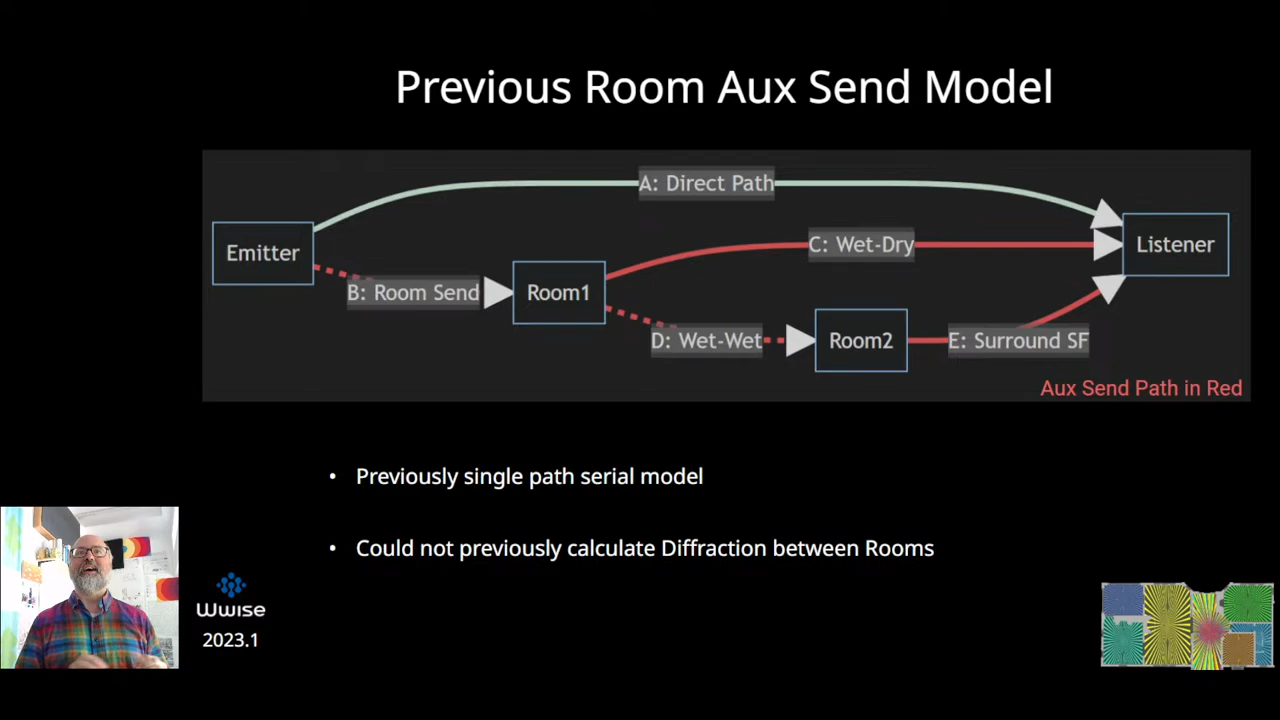 Previous Room Aux Send Model
A: Direct Path
Emitter
C: Wet-Dry
Listener
B: Room Send
Room1
D: Wet-Wet
Room2
E: Surround SF
Aux Send Path in Red
• Previously single path serial model
• Could not previously calculate Diffraction between Rooms
Wwise
2023.1